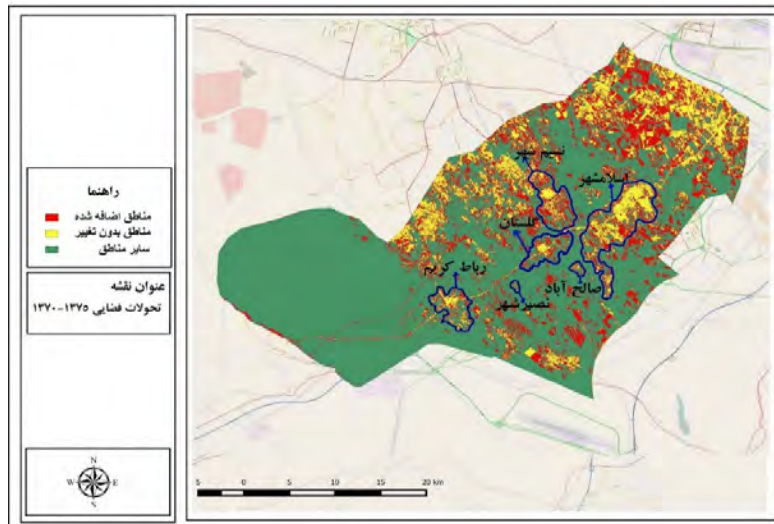 راهنما
مناطق اضافه شده
مناطق بدون تغییر
سایر مناطق
عنوان نقشه
تحولات فضایی ۱۳۷۵-۱۳۷۰
N
W E
S
نسیم شهر
اسلامشهر
گلستان
رباط کریم
صالح آباد
نصیرشهر
5 0 5 10 15 20 km